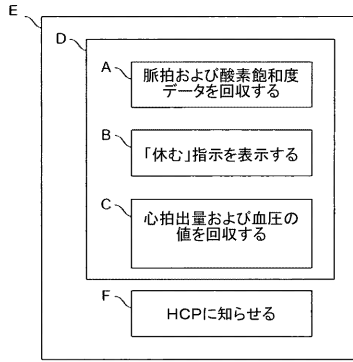 E
D
A
脈拍および酸素飽和度
データを回収する
B
「休む」指示を表示する
C
心拍出量および血圧の
値を回収する
F
HCPに知らせる